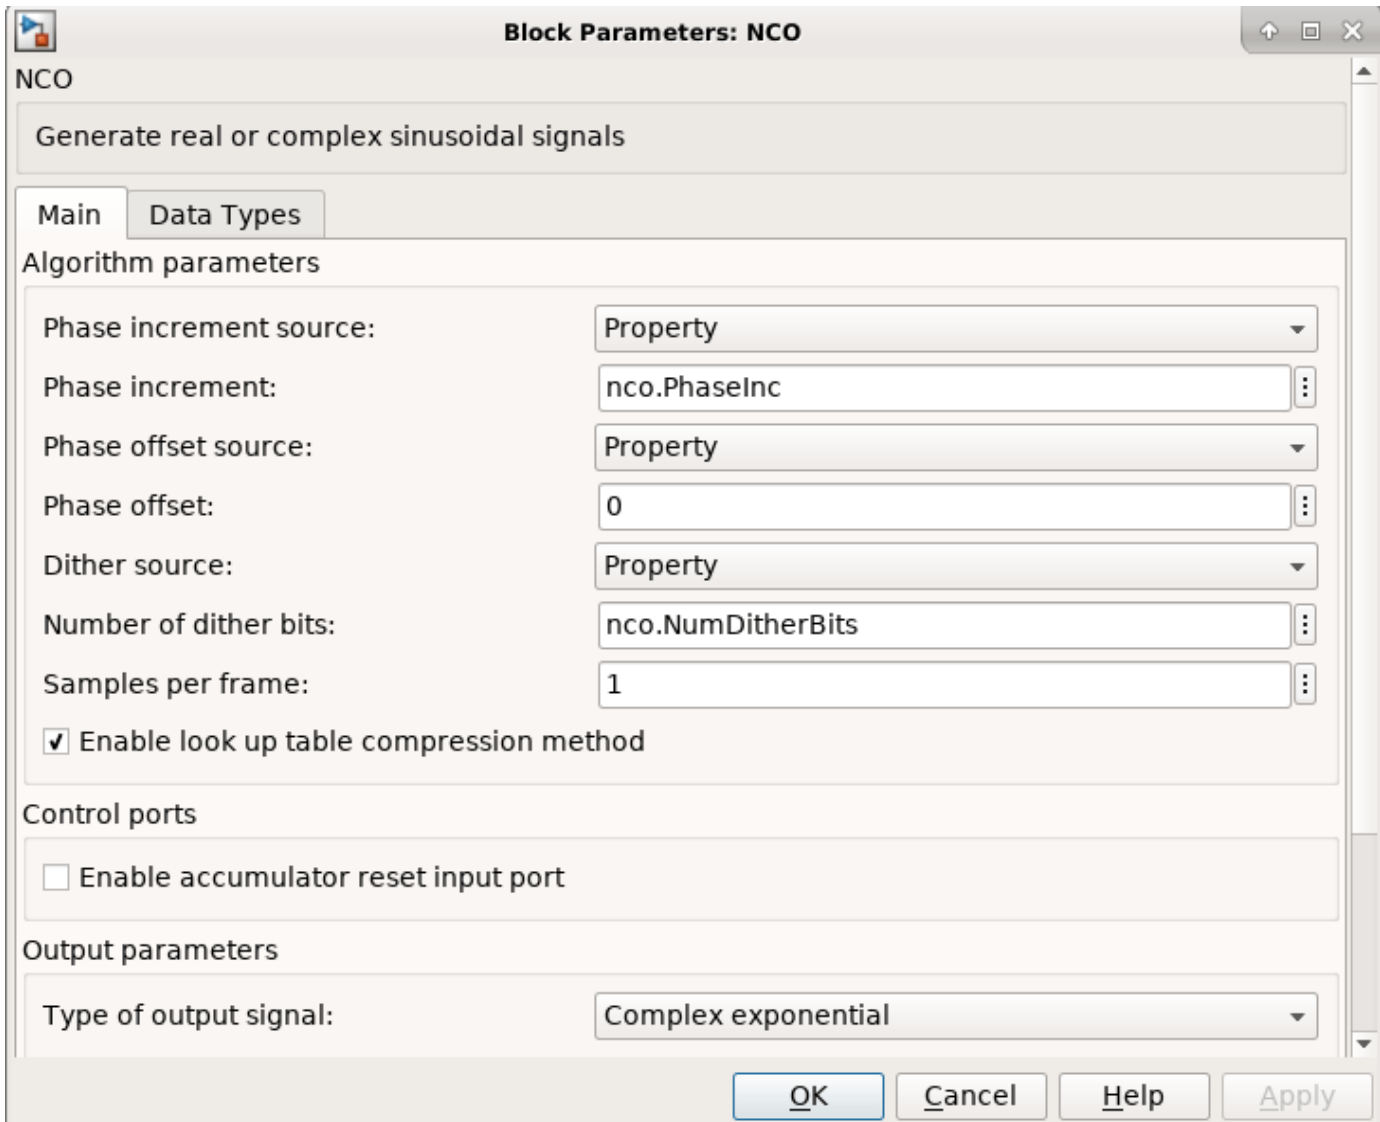 Block Parameters: NCO
NCO
Generate real or complex sinusoidal signals
Main Data Types
Algorithm parameters
Phase increment source: Property
Phase increment: nco.PhaseInc
Phase offset source: Property
Phase offset: 0
Dither source: Property
Number of dither bits: nco.NumDitherBits
Samples per frame: 1
Enable look up table compression method
Control ports
Enable accumulator reset input port
Output parameters
Type of output signal: Complex exponential
OK Cancel Help Apply